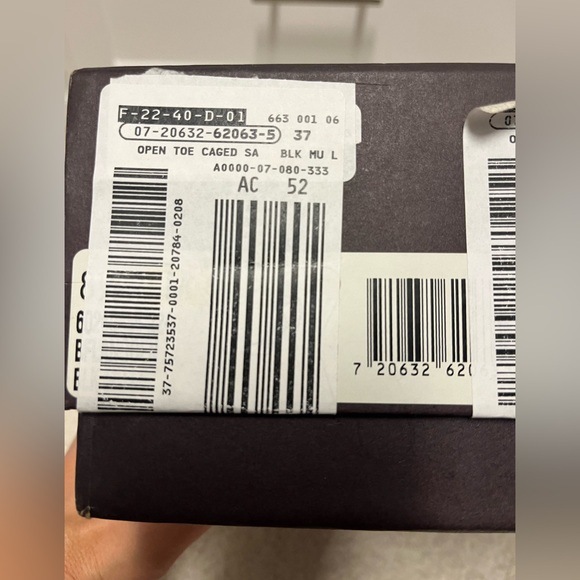 F-22-40-D-01 663 001 06
07-20632-62063-5 37
OPEN TOE CAGED SA BLK MU L
A0000-07-080-333
AC 52
37-75723537-0001-20784-0208
7 20632 620